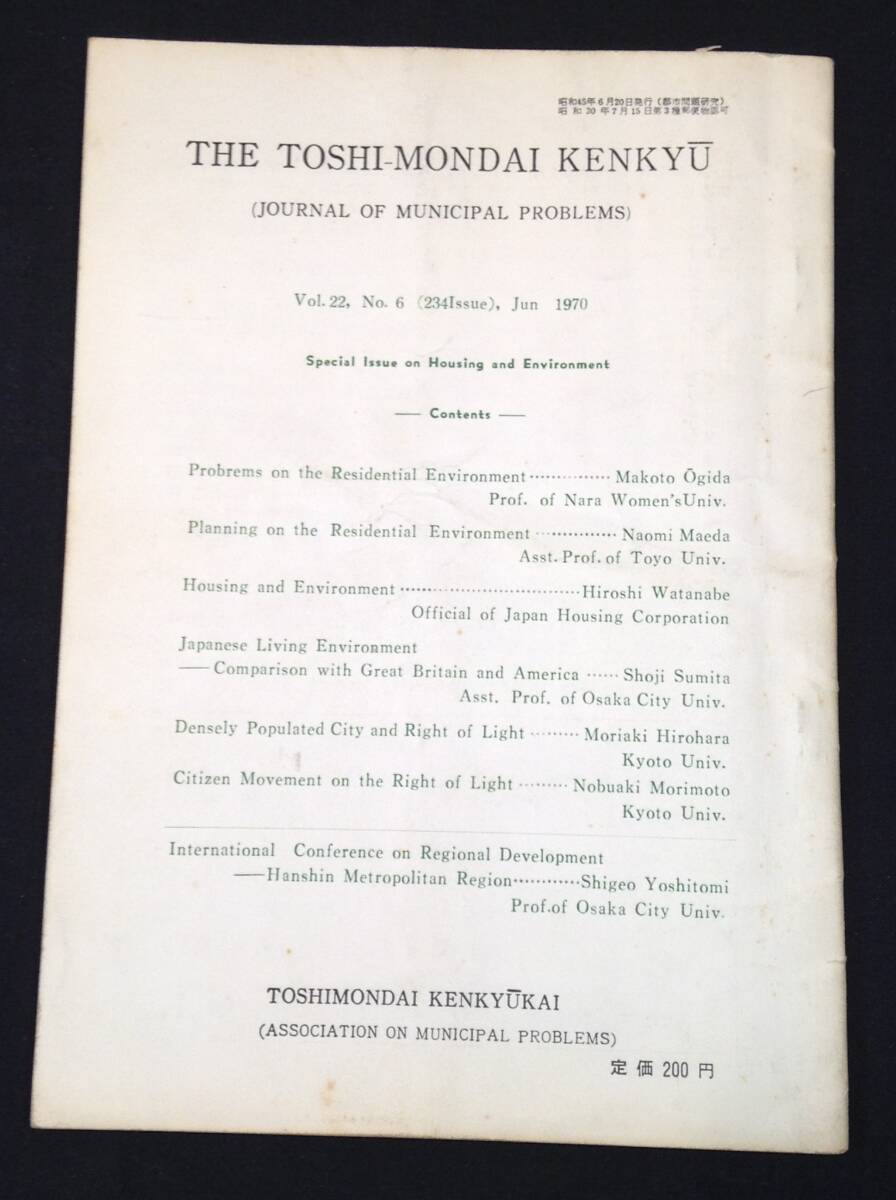 昭和45年6月20日発行(都市問題研究)
昭和30年7月15日第3種郵便物認可
THE TOSHI-MONDAI KENKYŪ
(JOURNAL OF MUNICIPAL PROBLEMS)
Vol. 22, No. 6 (234Issue), Jun 1970
Special Issue on Housing and Environment
—— Contents ——
Probrems on the Residential Environment ··············· Makoto Ōgida
Prof. of Nara Women'sUniv.
Planning on the Residential Environment ··············· Naomi Maeda
Asst. Prof. of Toyo Univ.
Housing and Environment ································· Hiroshi Watanabe
Official of Japan Housing Corporation
Japanese Living Environment
——Comparison with Great Britain and America ······ Shoji Sumita
Asst. Prof. of Osaka City Univ.
Densely Populated City and Right of Light ········· Moriaki Hirohara
Kyoto Univ.
Citizen Movement on the Right of Light ········· Nobuaki Morimoto
Kyoto Univ.
International Conference on Regional Development
——Hanshin Metropolitan Region············Shigeo Yoshitomi
Prof.of Osaka City Univ.
TOSHIMONDAI KENKYŪKAI
(ASSOCIATION ON MUNICIPAL PROBLEMS)
定価 200 円